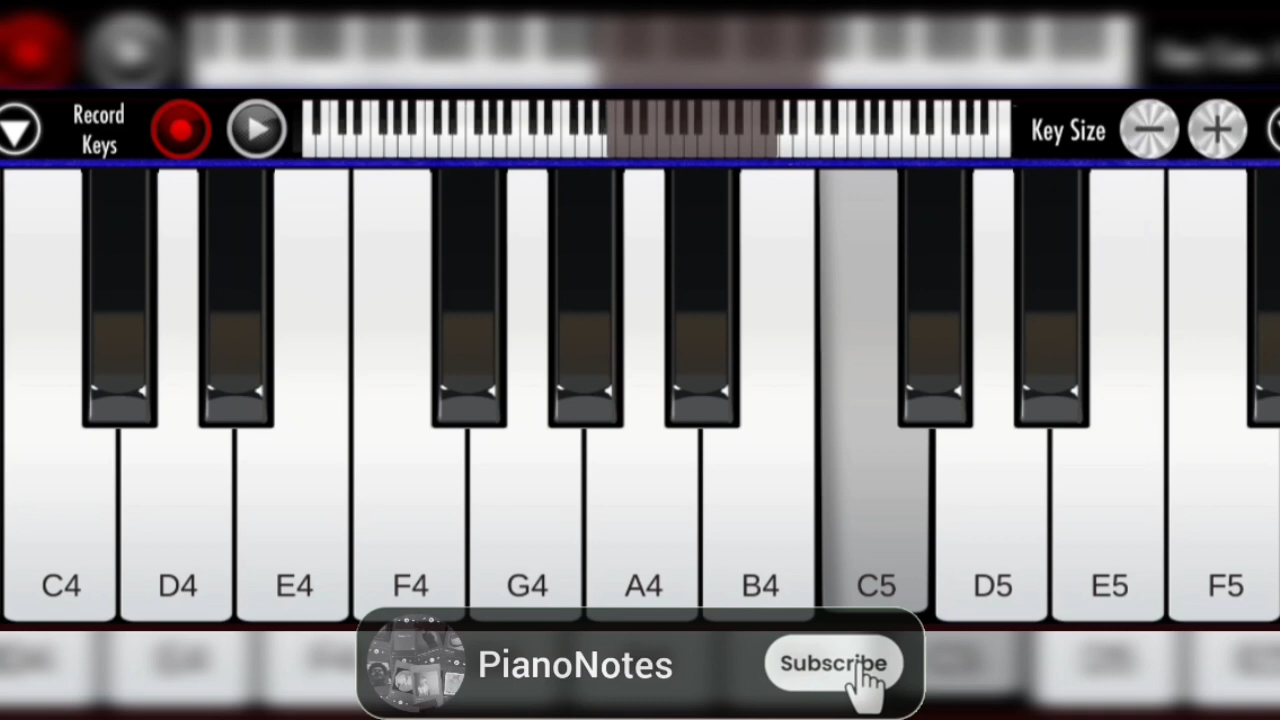 Record
Keys
Key Size
C4 D4 E4 F4 G4 A4 B4 C5 D5 E5 F5
PianoNotes
Subscribe